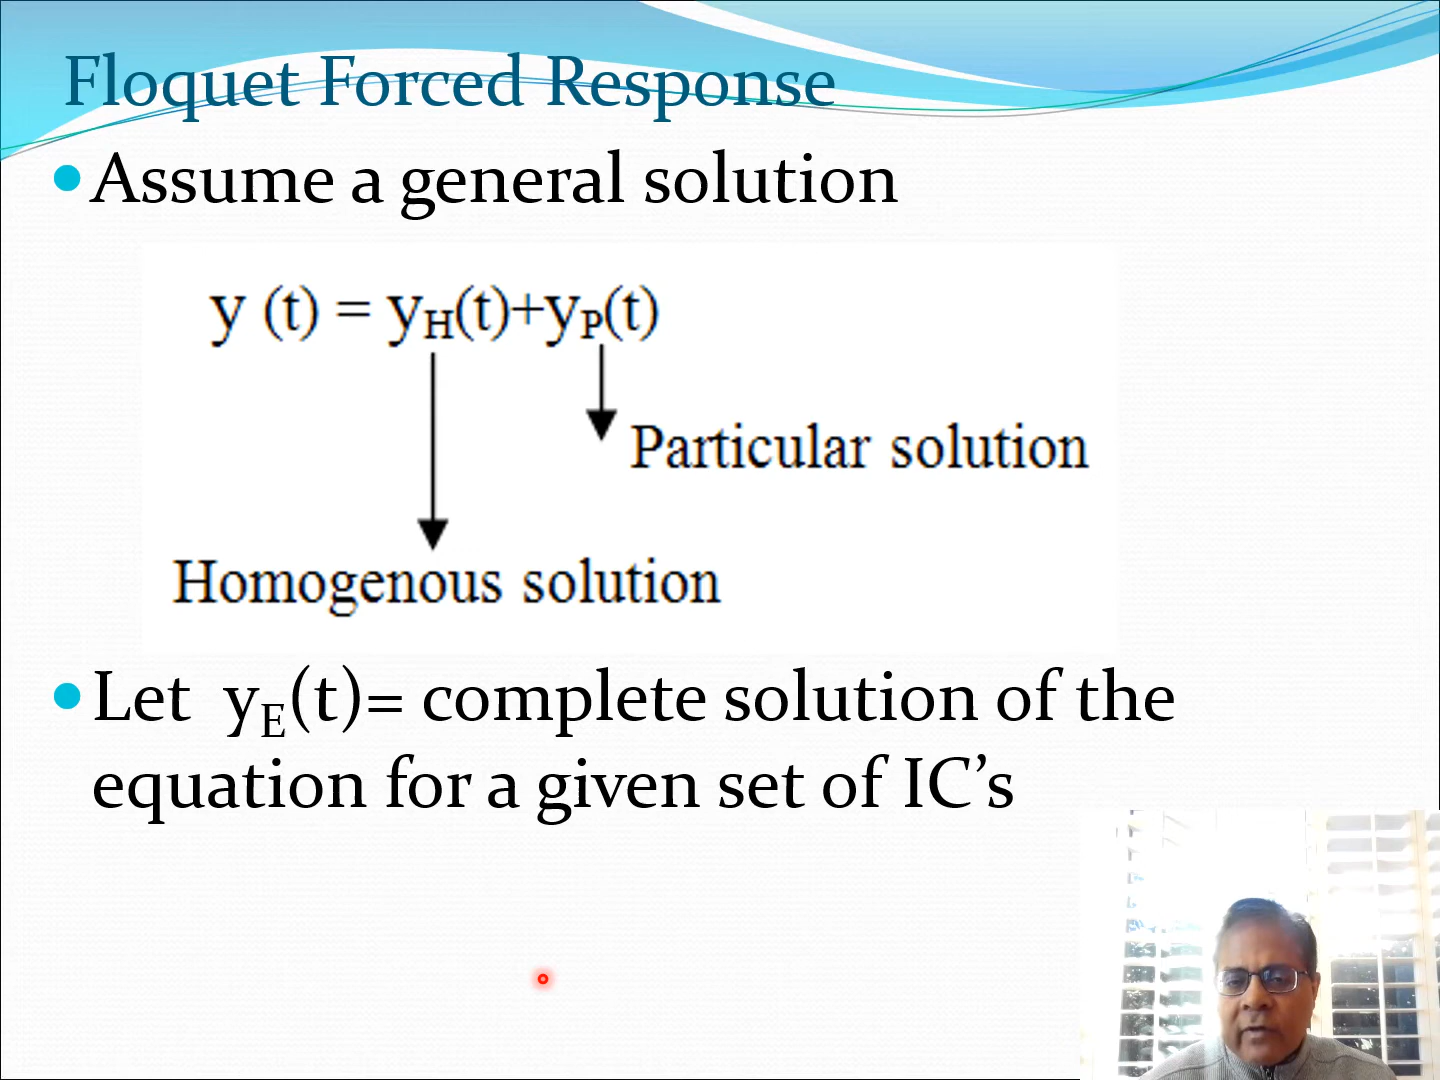 Floquet Forced Response
Assume a general solution
y (t) = yH(t)+yP(t)
Particular solution
Homogenous solution
Let yE(t)= complete solution of the
equation for a given set of IC’s